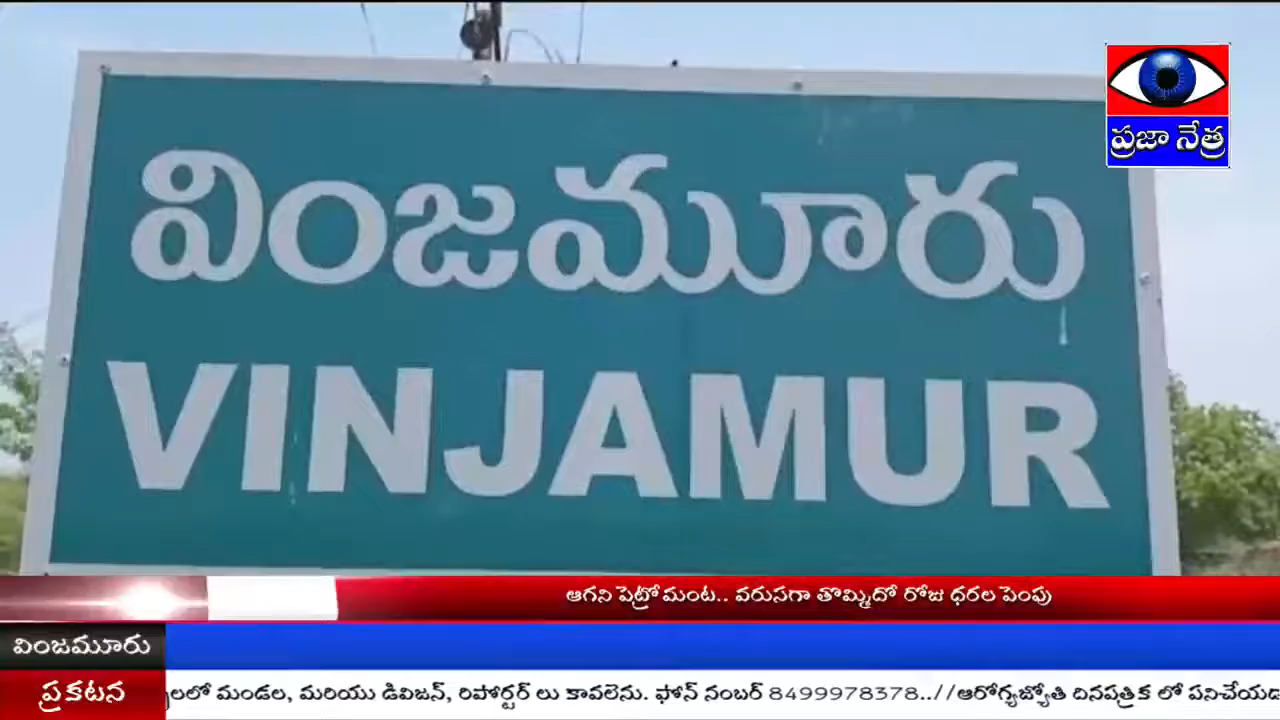 ప్రజా నేత్ర
వింజమూరు
VINJAMUR
ఆగని పెట్రో మంట.. వరుసగా తొమ్మిదో రోజు ధరల పెంపు
వింజమూరు
ప్రకటన
లలో మండల, మరియు డివిజన్, రిపోర్టర్ లు కావలెను. ఫోన్ నంబర్ 8499978378..//ఆరోగ్యజ్యోతి దినపత్రిక లో పనిచేయడ